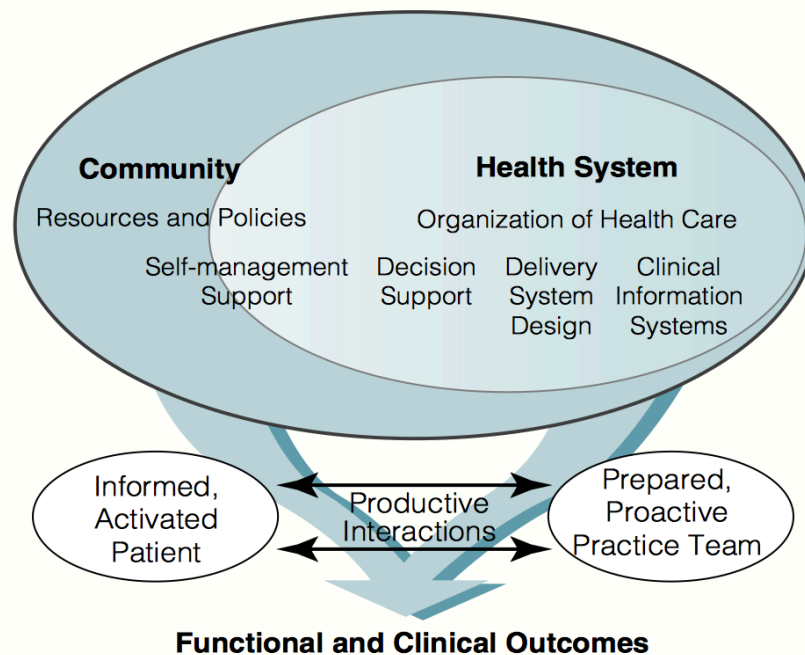 Community
Health System
Resources and Policies
Organization of Health Care
Self-management
Support
Decision
Support
Delivery
System
Design
Clinical
Information
Systems
Informed,
Activated
Patient
Productive
Interactions
Prepared,
Proactive
Practice Team
Functional and Clinical Outcomes